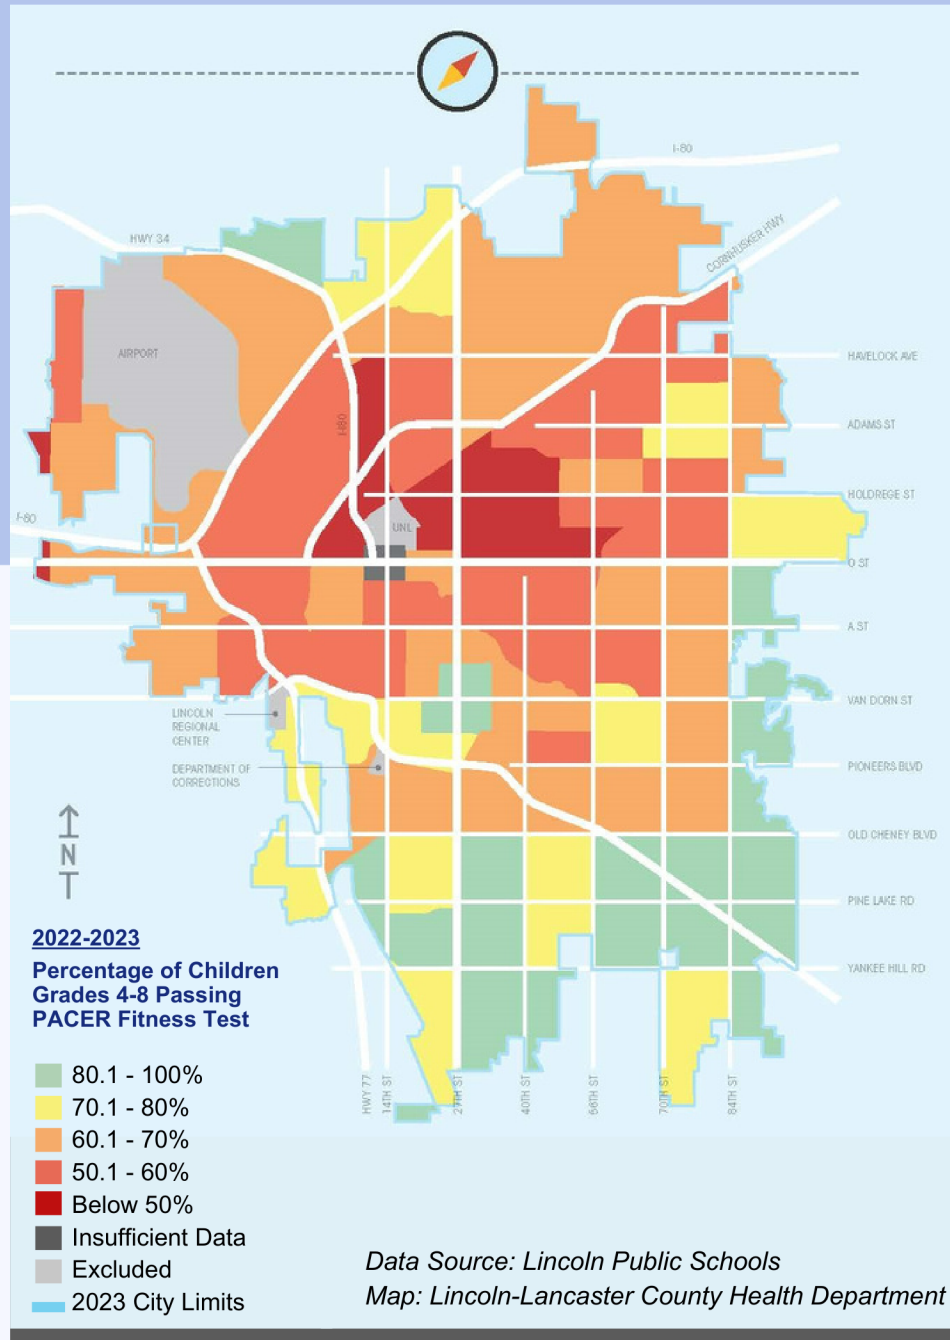 I-80
CORNHUSKER HWY
HWY 34
AIRPORT
HAVELOCK AVE
I-180
ADAMS ST
HOLDREGE ST
I-80
UNL
O ST
A ST
VAN DORN ST
LINCOLN
REGIONAL
CENTER
DEPARTMENT OF
CORRECTIONS
PIONEERS BLVD
OLD CHENEY BLVD
N
PINE LAKE RD
YANKEE HILL RD
HWY 77
14TH ST
27TH ST
40TH ST
56TH ST
70TH ST
84TH ST
2022-2023
Percentage of Children
Grades 4-8 Passing
PACER Fitness Test
80.1 - 100%
70.1 - 80%
60.1 - 70%
50.1 - 60%
Below 50%
Insufficient Data
Excluded
2023 City Limits
Data Source: Lincoln Public Schools
Map: Lincoln-Lancaster County Health Department